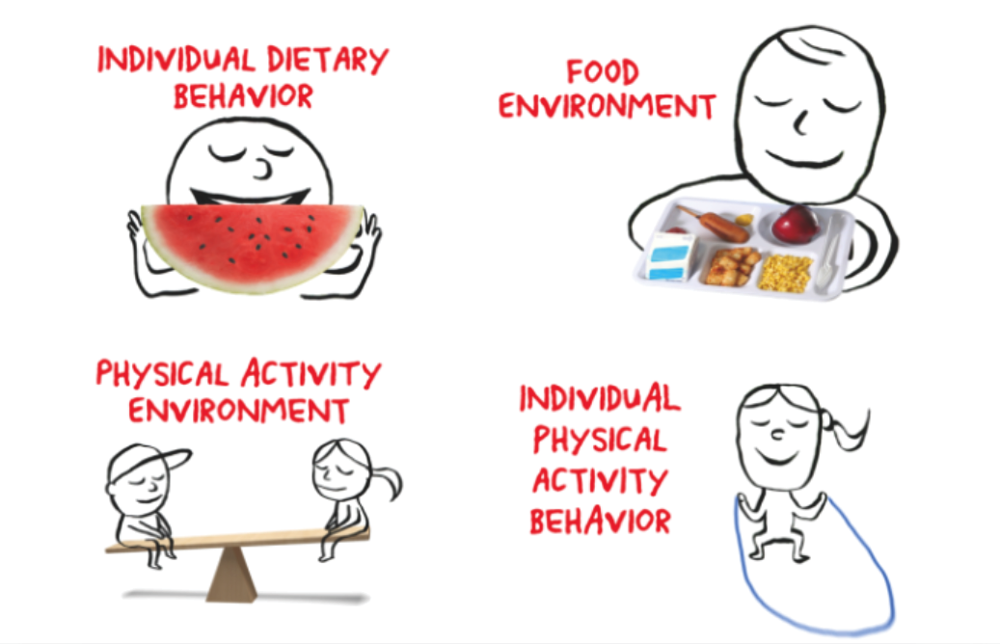 INDIVIDUAL DIETARY
BEHAVIOR
FOOD
ENVIRONMENT
PHYSICAL ACTIVITY
ENVIRONMENT
INDIVIDUAL
PHYSICAL
ACTIVITY
BEHAVIOR